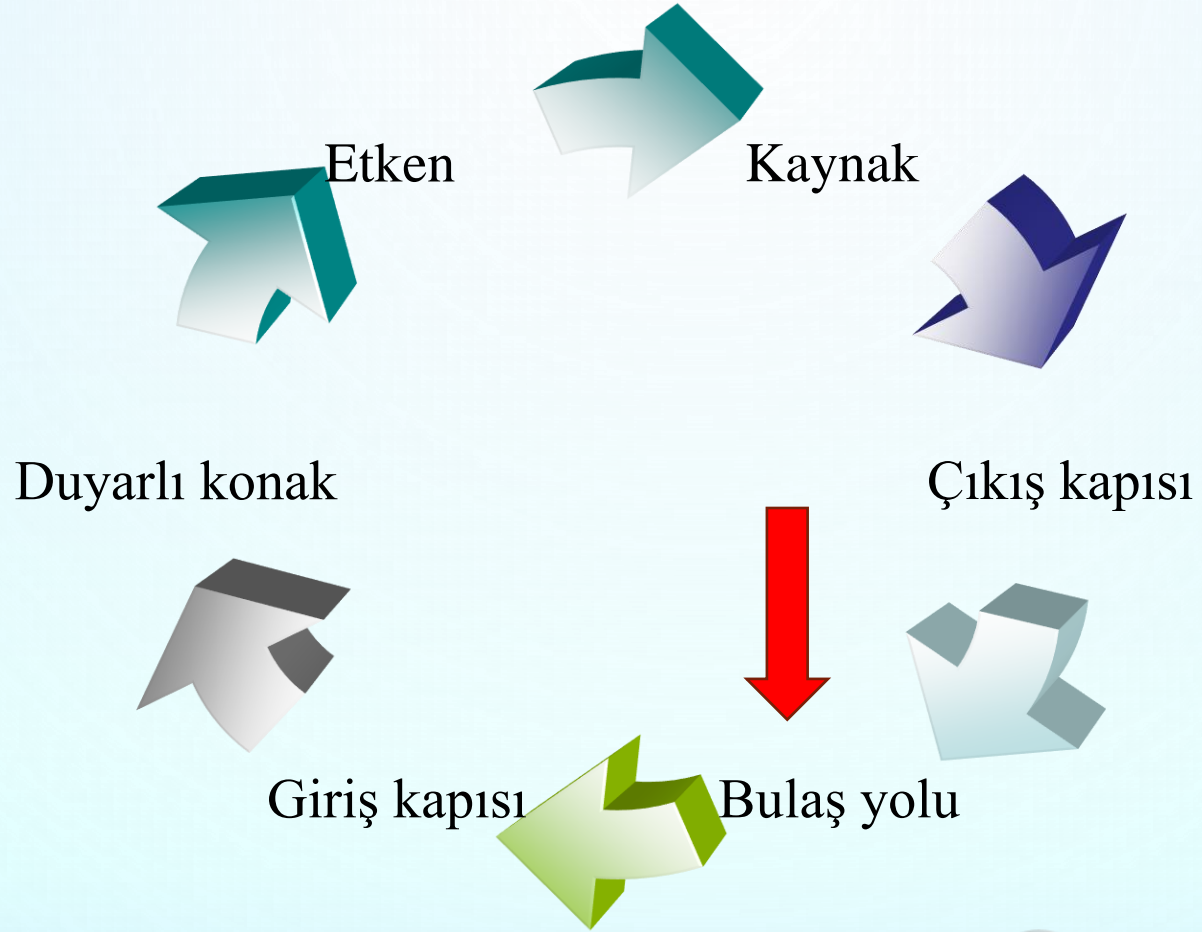 Etken
Kaynak
Duyarlı konak
Çıkış kapısı
Giriş kapısı
Bulaş yolu